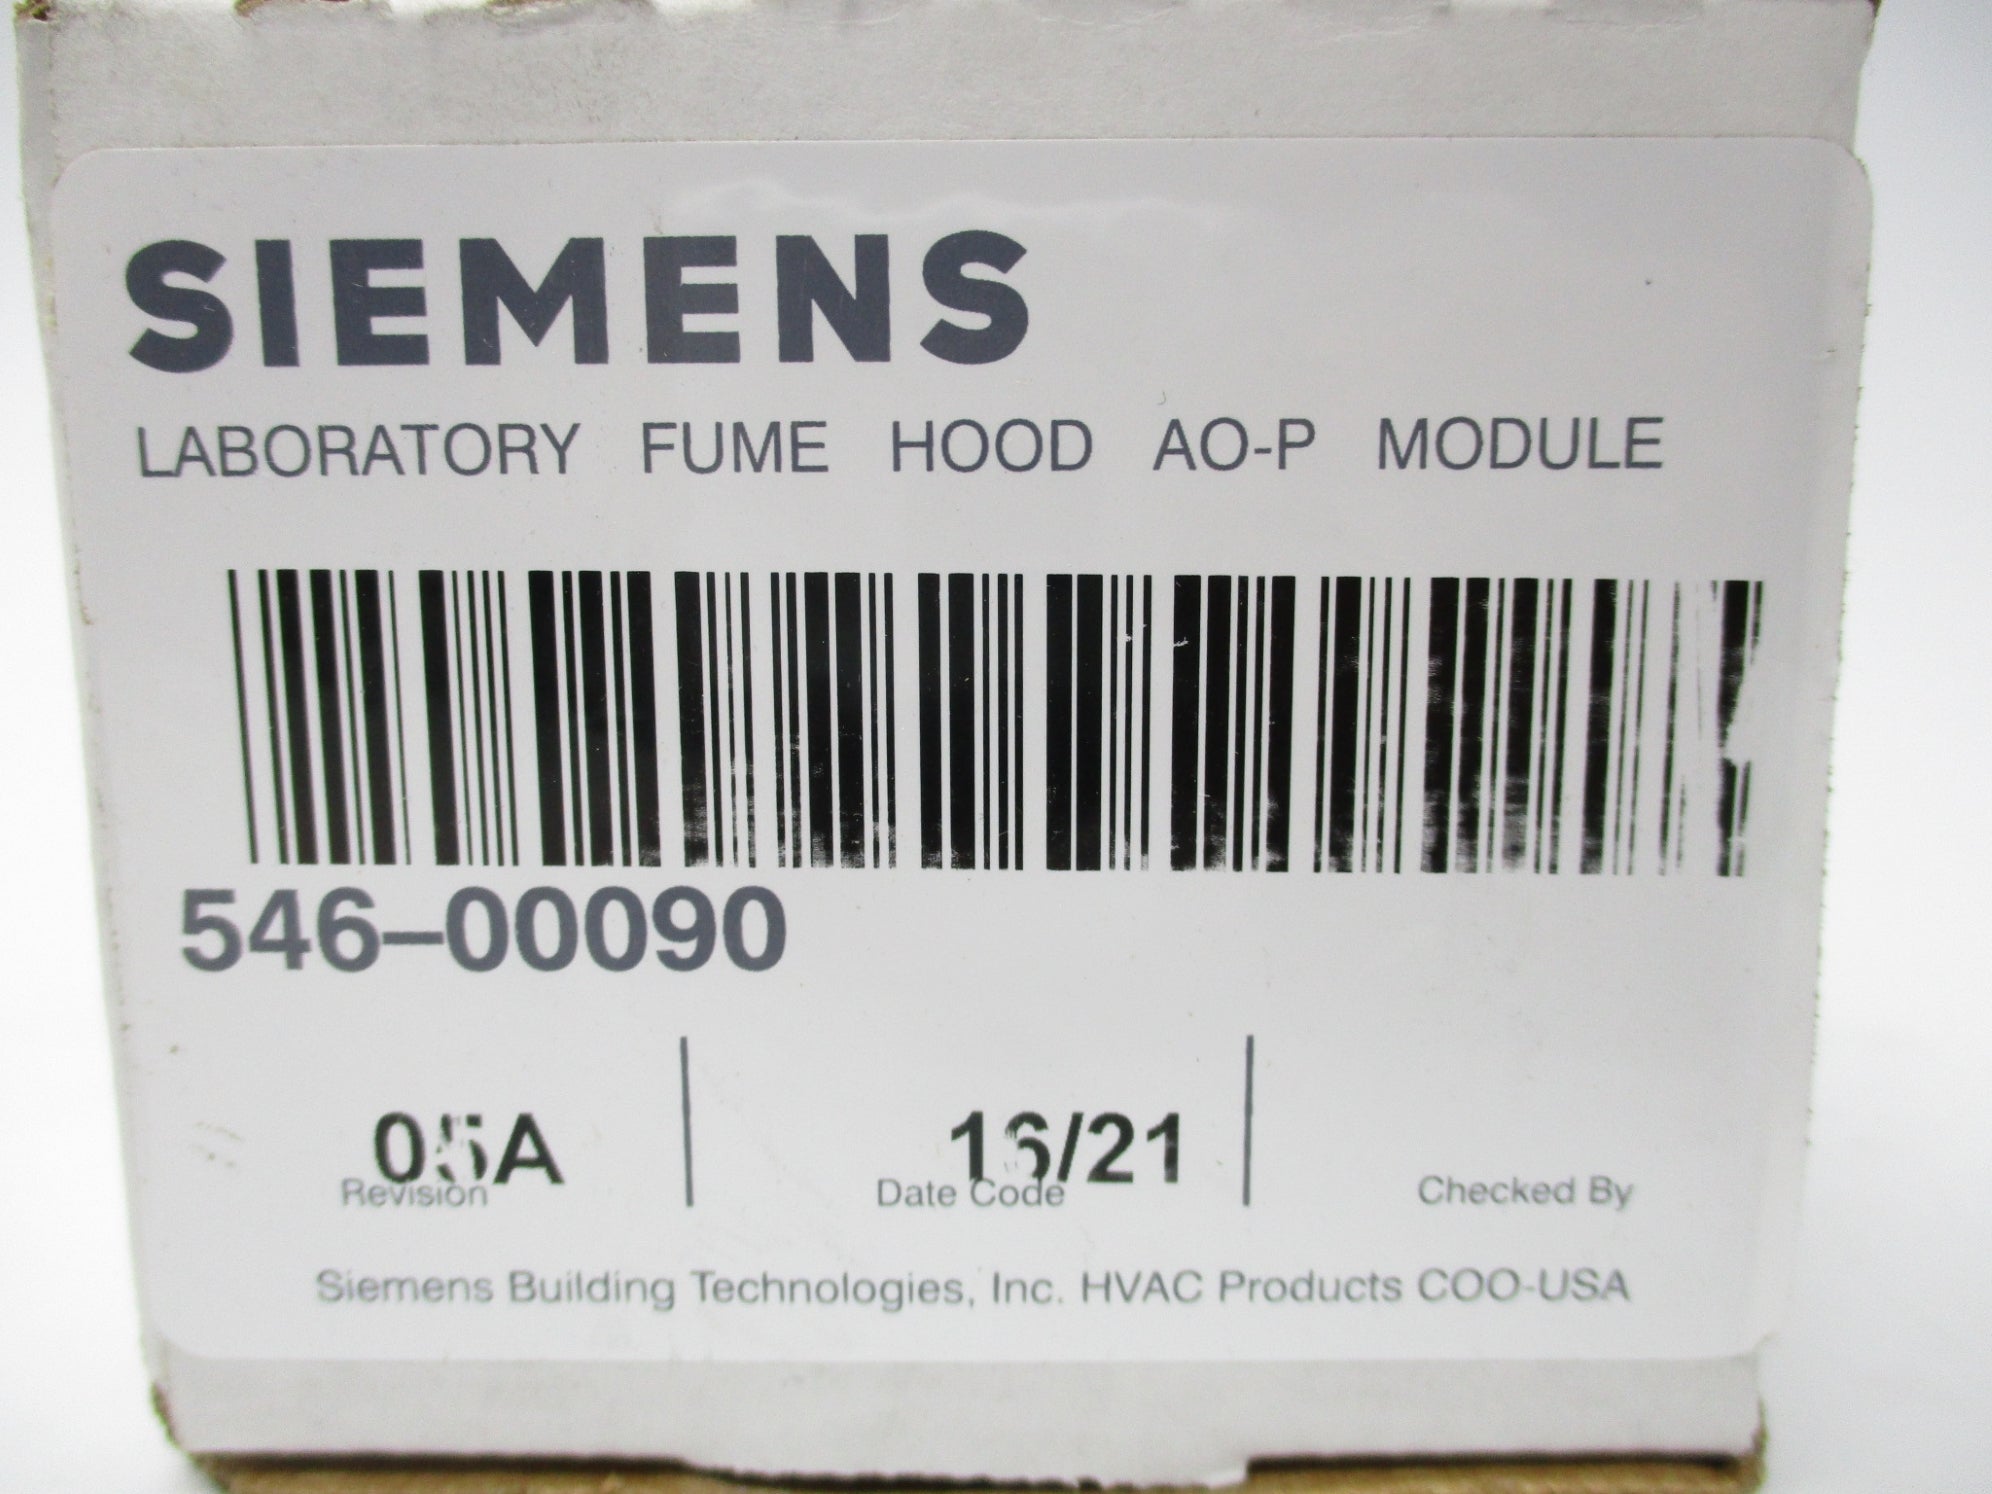 SIEMENS
LABORATORY FUME HOOD AO-P MODULE
546-00090
05A 16/21
Revision Date Code Checked By
Siemens Building Technologies, Inc. HVAC Products COO-USA